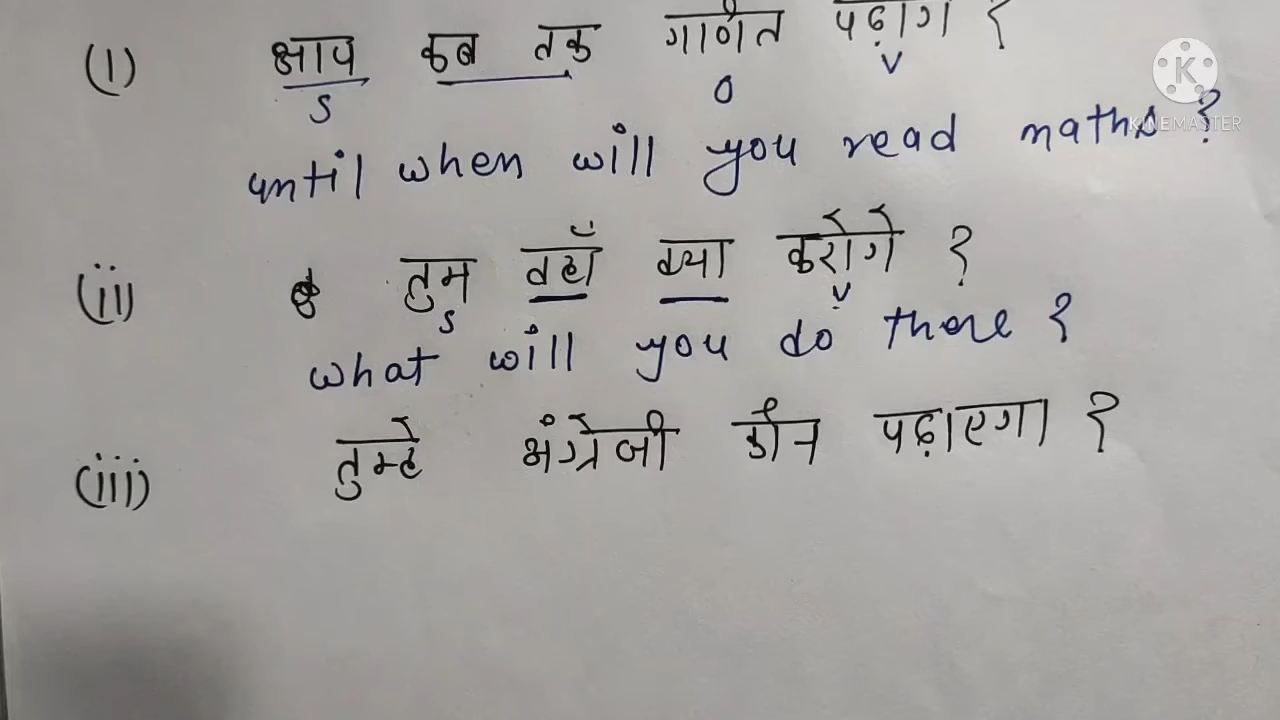 (i) आप कब तक गणित पढ़ोगे ?
S O V
until when will you read maths ?
KINEMASTER
(ii) तुम वहाँ क्या करोगे ?
S V
what will you do there ?
(iii) तुम्हे अंग्रेजी कौन पढ़ाएगा ?